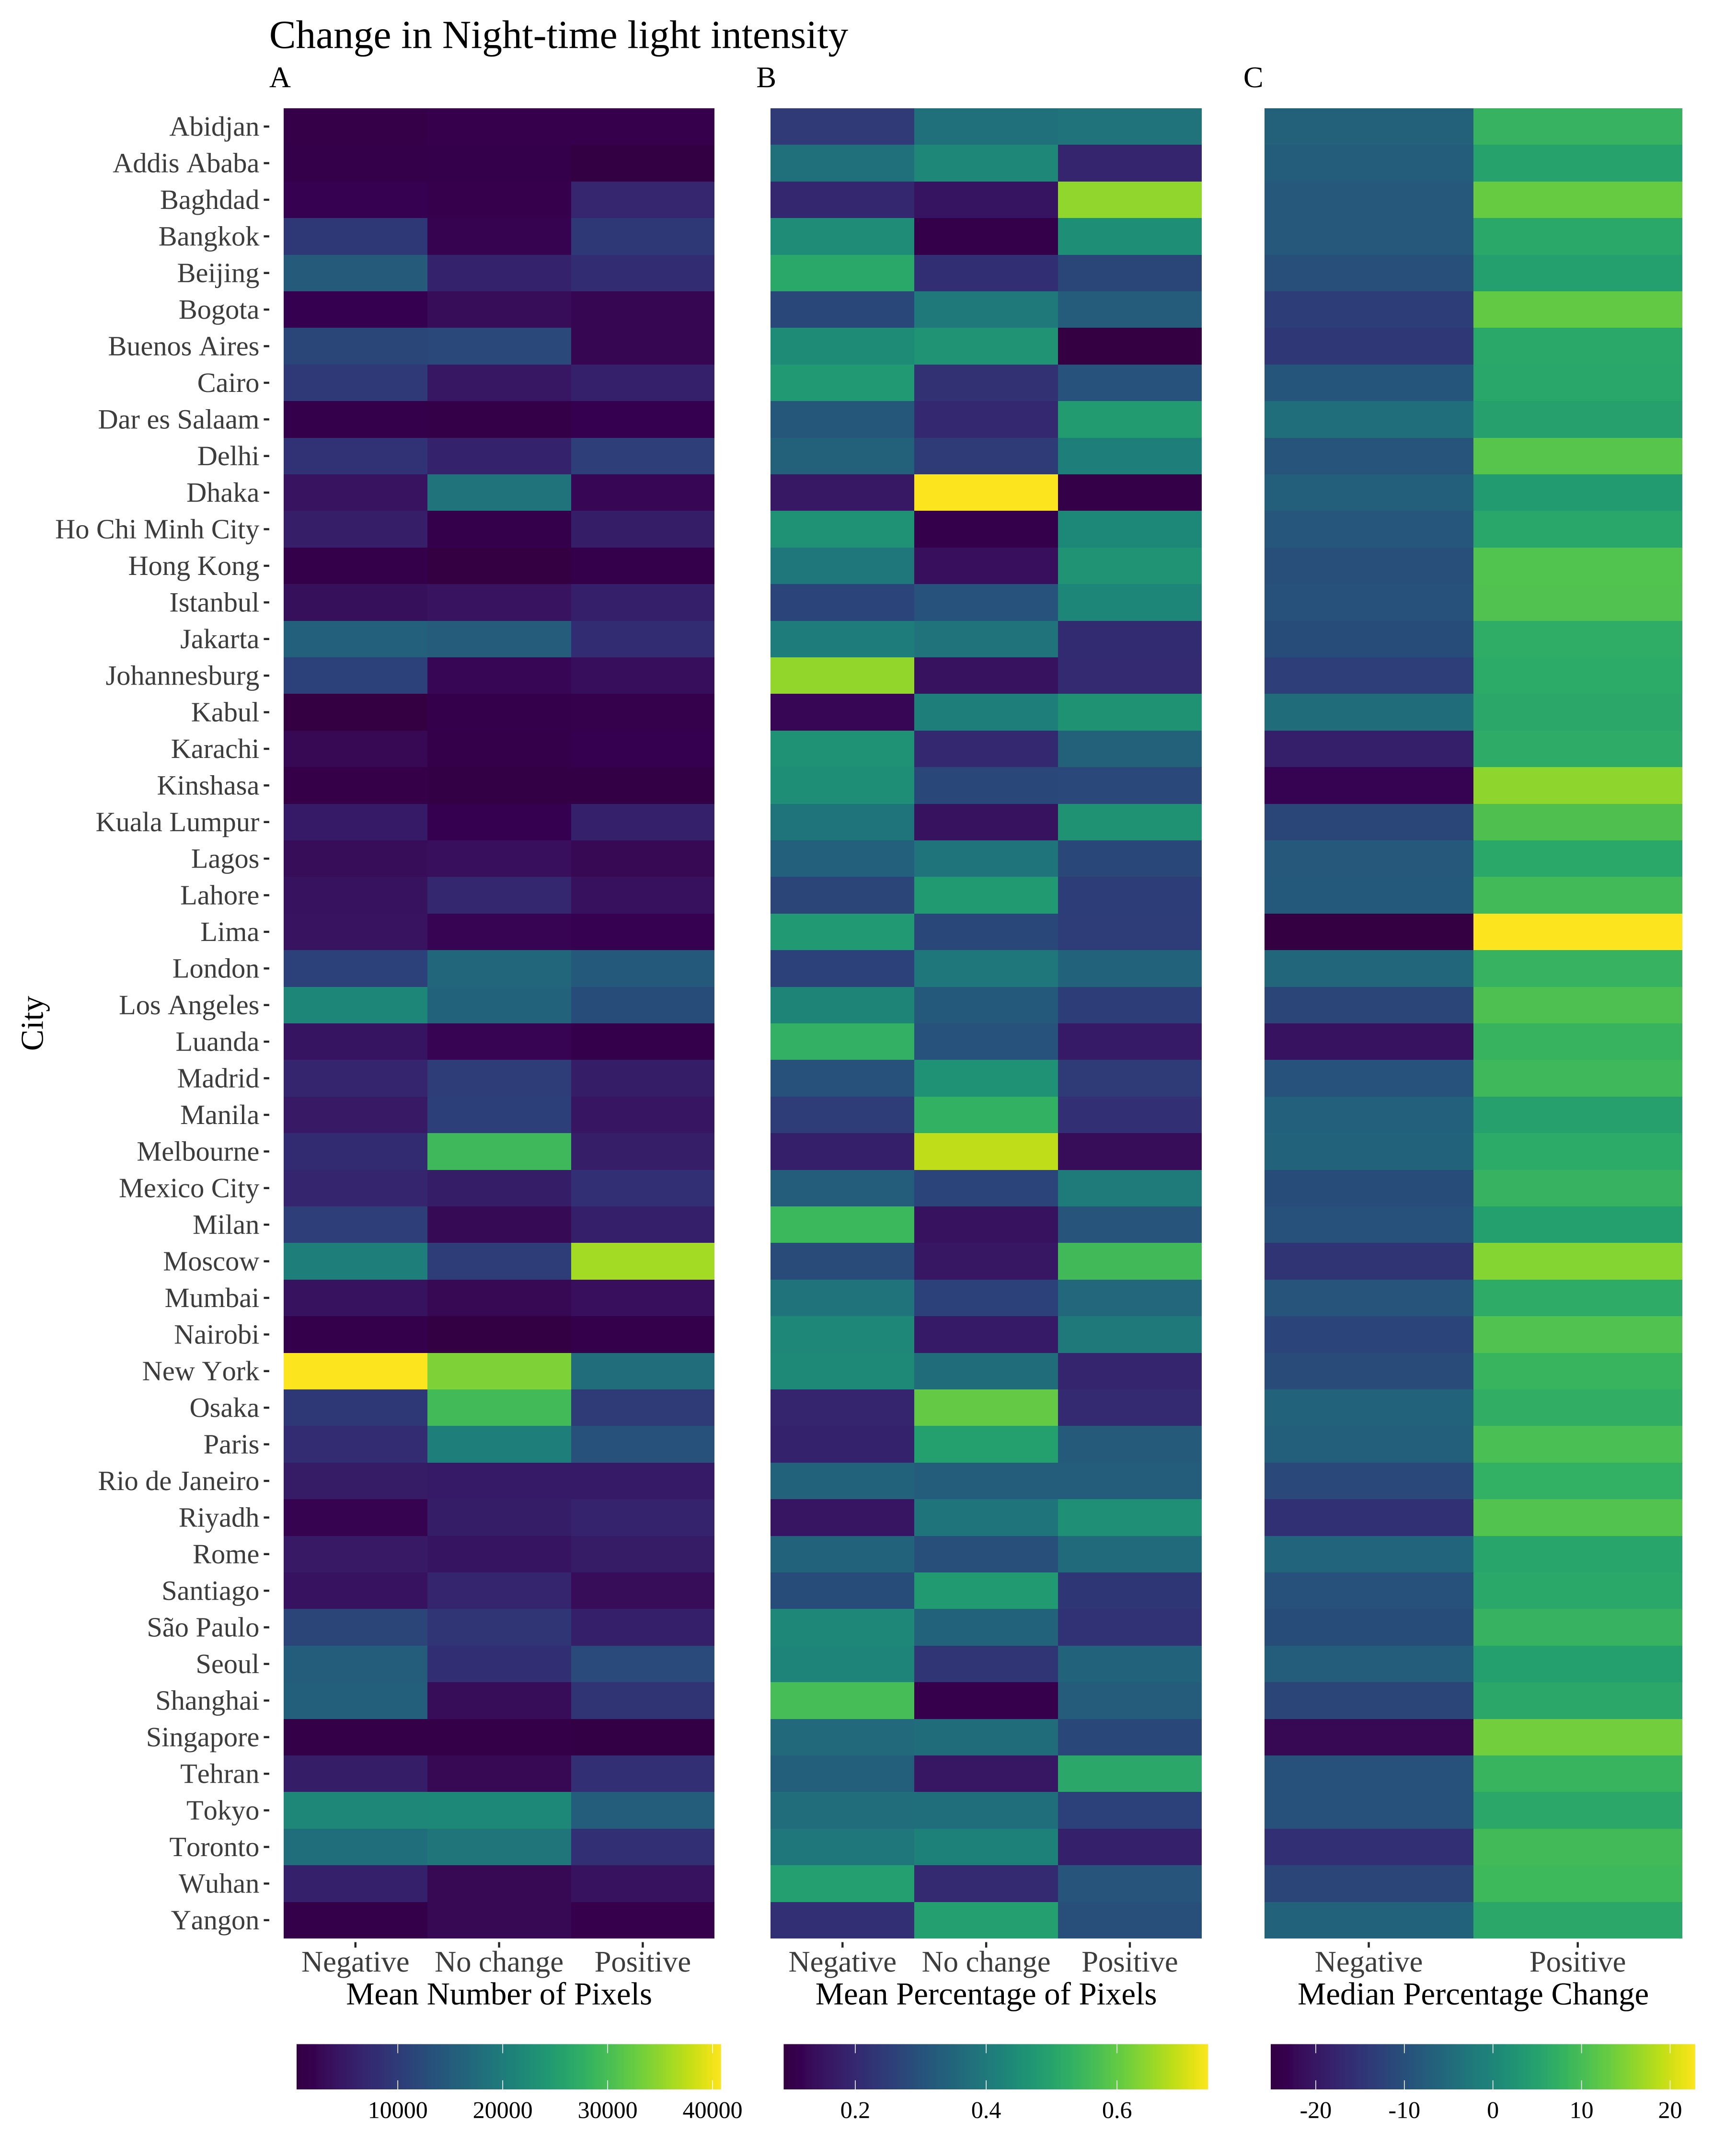 Change in Night-time light intensity
A B C
Abidjan
Addis Ababa
Baghdad
Bangkok
Beijing
Bogota
Buenos Aires
Cairo
Dar es Salaam
Delhi
Dhaka
Ho Chi Minh City
Hong Kong
Istanbul
Jakarta
Johannesburg
Kabul
Karachi
Kinshasa
Kuala Lumpur
Lagos
Lahore
Lima
London
Los Angeles
Luanda
Madrid
Manila
Melbourne
Mexico City
Milan
Moscow
Mumbai
Nairobi
New York
Osaka
Paris
Rio de Janeiro
Riyadh
Rome
Santiago
São Paulo
Seoul
Shanghai
Singapore
Tehran
Tokyo
Toronto
Wuhan
Yangon
City
Negative No change Positive Negative No change Positive Negative Positive
Mean Number of Pixels Mean Percentage of Pixels Median Percentage Change
10000 20000 30000 40000 0.2 0.4 0.6 -20 -10 0 10 20